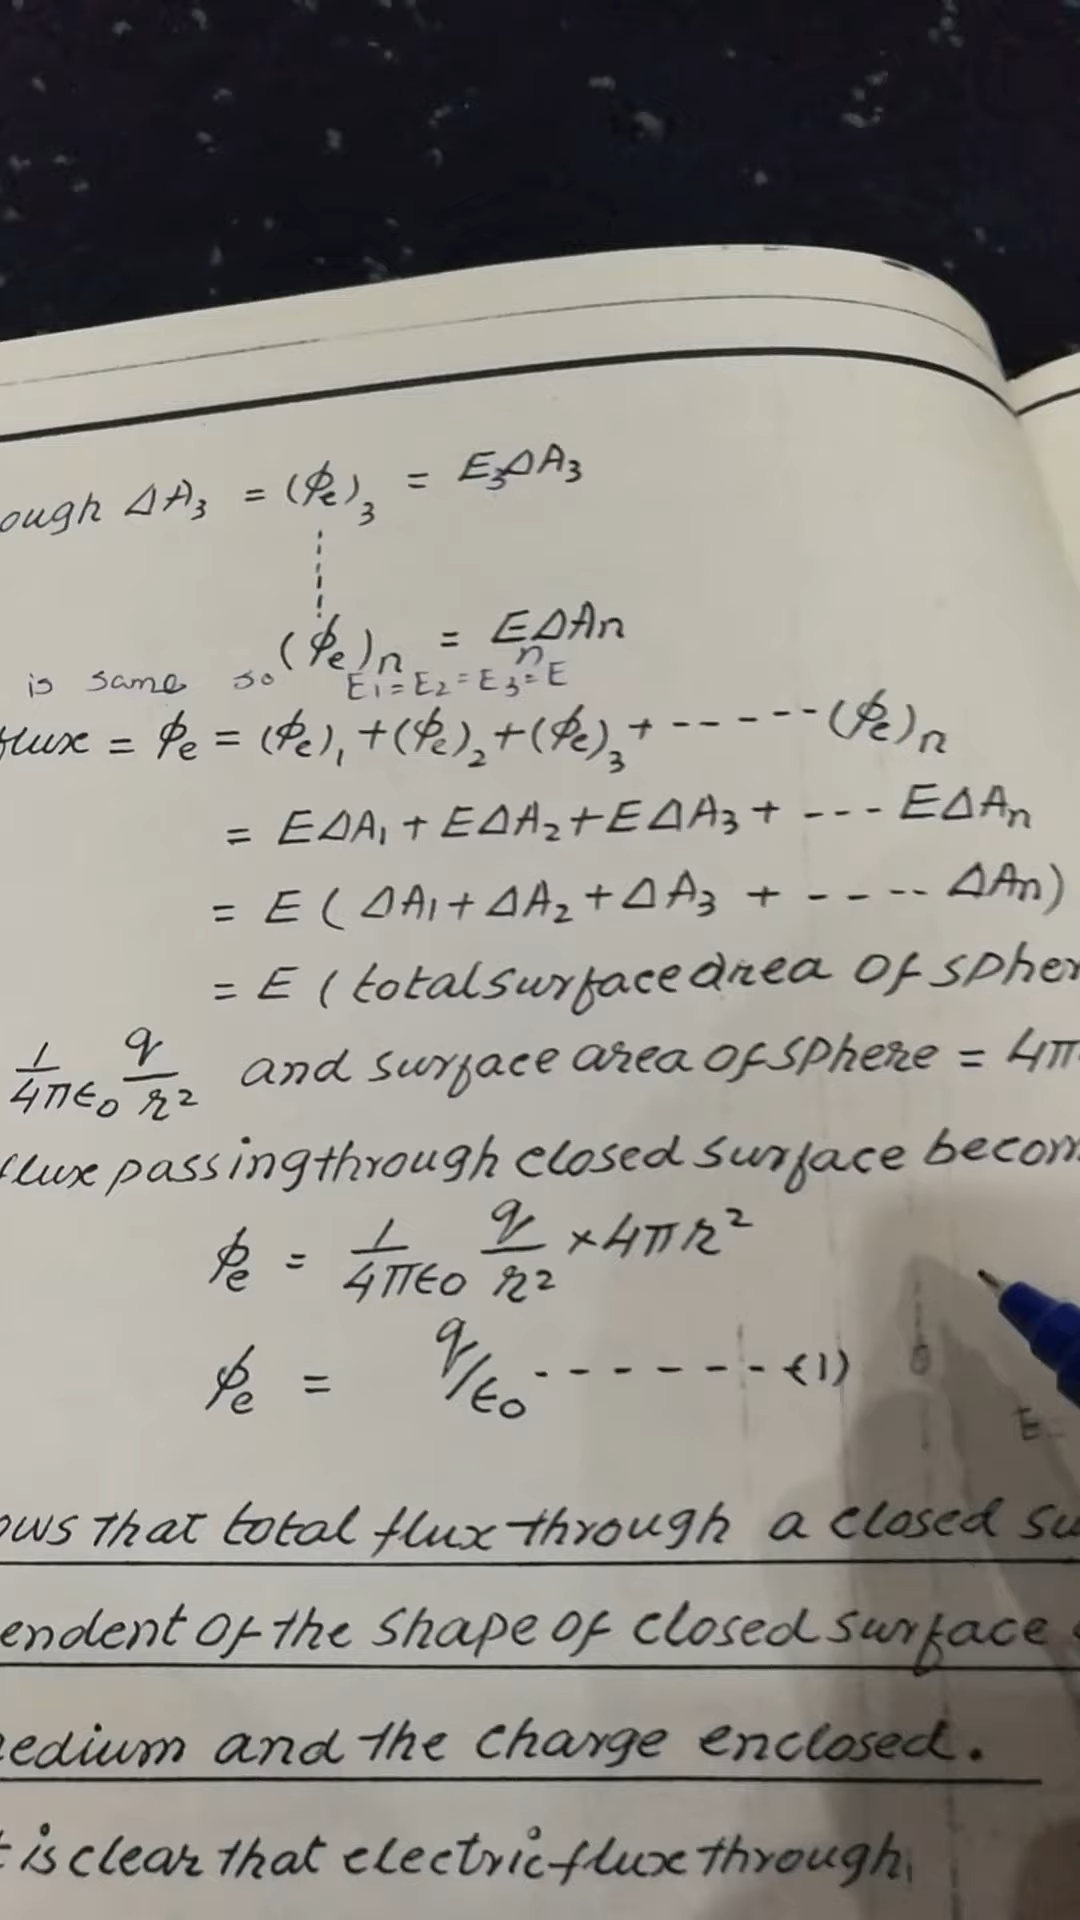 ough ΔA₃ = (φₑ)₃ = E₃ΔA₃
(φₑ)ₙ = EₙΔAn
is same so E₁=E₂=E₃=E
flux = φₑ = (φₑ)₁+(φₑ)₂+(φₑ)₃+ ------(φₑ)ₙ
= EΔA₁ + EΔA₂+EΔA₃+ --- EΔAₙ
= E ( ΔA₁+ΔA₂+ΔA₃ + ----- ΔAn)
= E ( total surface area of spher
1/4πϵ₀ q/r² and surface area of sphere = 4π
flux passing through closed surface becom
φₑ = 1/4πϵ₀ q/r² ×4πr²
φₑ = q/ϵ₀ ------- (1)
E=
ows that total flux through a closed su
endent of the shape of closed surface
edium and the charge enclosed.
t is clear that electric flux through